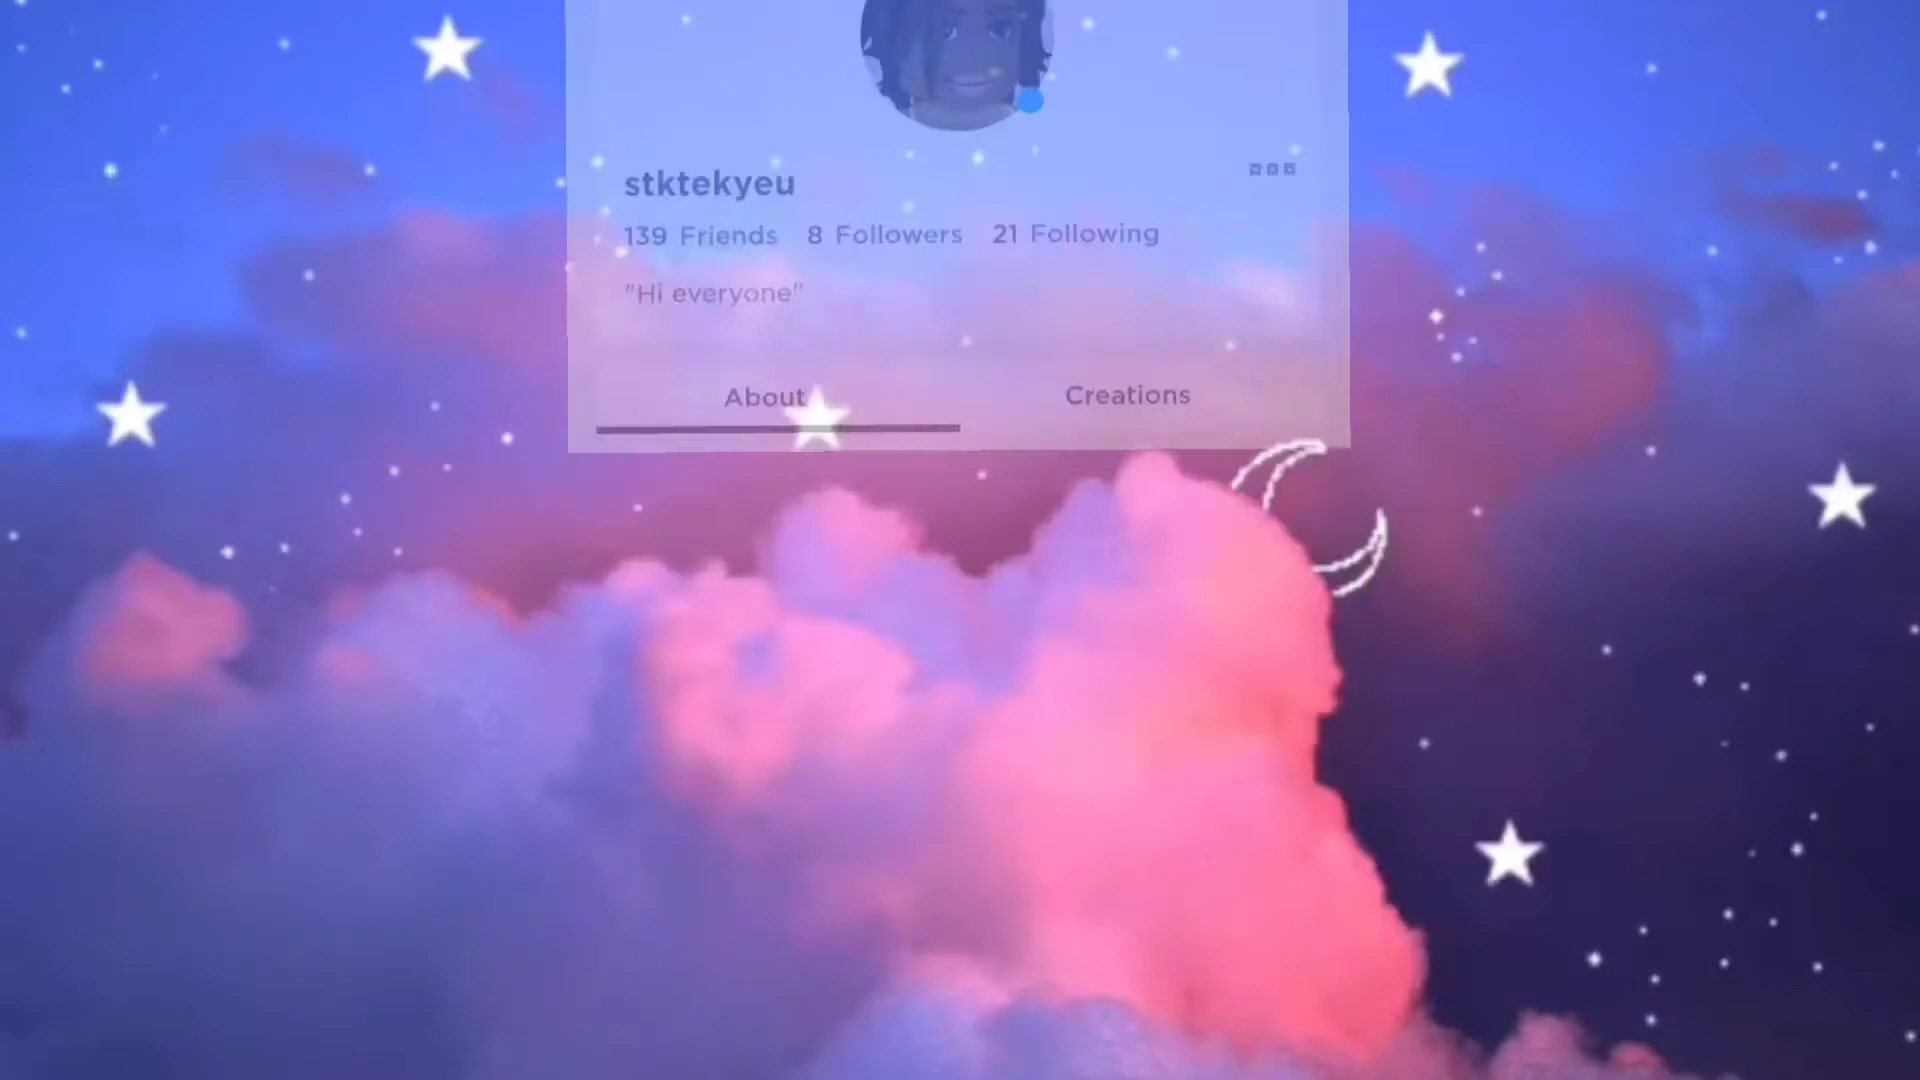 stktekyeu
139 Friends 8 Followers 21 Following
"Hi everyone"
About Creations